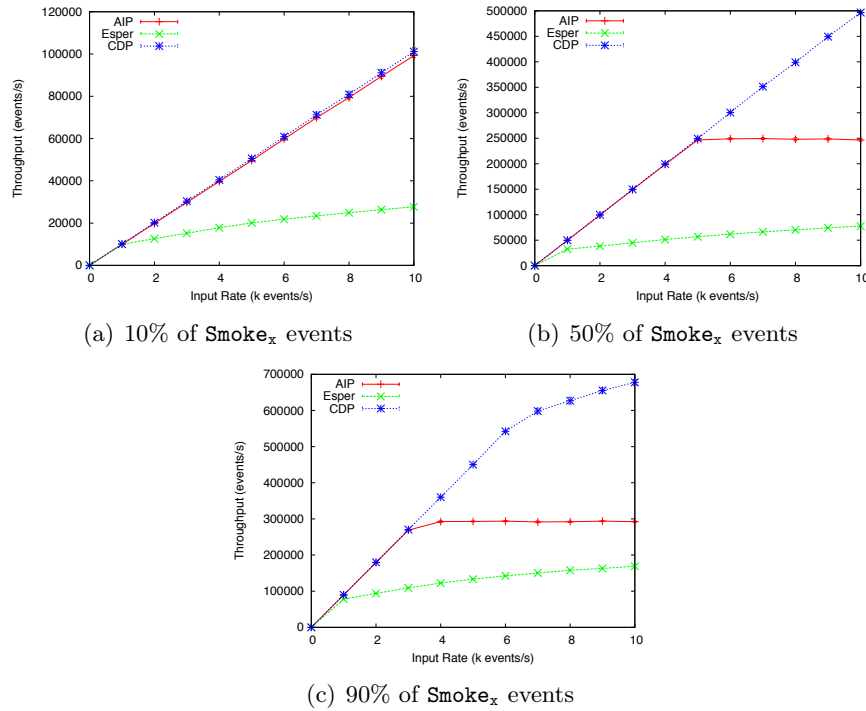 AIP
Esper
CDP
120000
100000
80000
60000
40000
20000
0
Throughput (events/s)
0 2 4 6 8 10
Input Rate (k events/s)
(a) 10% of Smokex events
AIP
Esper
CDP
500000
450000
400000
350000
300000
250000
200000
150000
100000
50000
0
Throughput (events/s)
0 2 4 6 8 10
Input Rate (k events/s)
(b) 50% of Smokex events
AIP
Esper
CDP
700000
600000
500000
400000
300000
200000
100000
0
Throughput (events/s)
0 2 4 6 8 10
Input Rate (k events/s)
(c) 90% of Smokex events